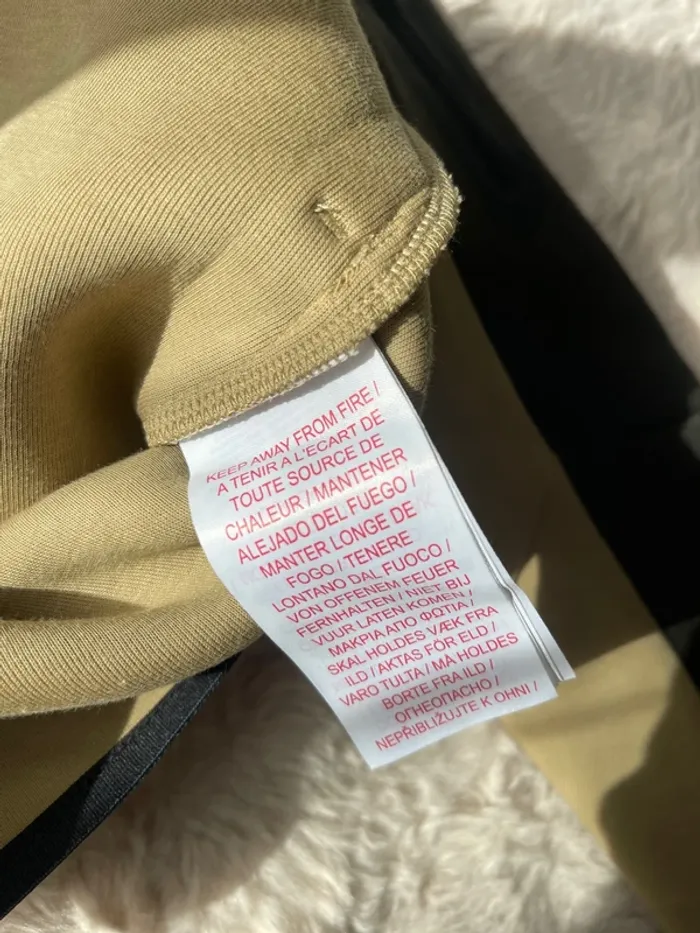 KEEP AWAY FROM FIRE /
A TENIR A L'ECART DE
TOUTE SOURCE DE
CHALEUR / MANTENER
ALEJADO DEL FUEGO /
MANTER LONGE DE
FOGO / TENERE
LONTANO DAL FUOCO /
VON OFFENEM FEUER
FERNHALTEN / NIET BIJ
VUUR LATEN KOMEN /
ΜΑΚΡΙΑ ΑΠΟ ΦΩΤΙΑ /
SKAL HOLDES VÆK FRA
ILD / AKTAS FÖR ELD /
VARO TULTA / MÅ HOLDES
BORTE FRA ILD /
ОГНЕОПАСНО /
NEPŘIBLIŽUJTE K OHNI /